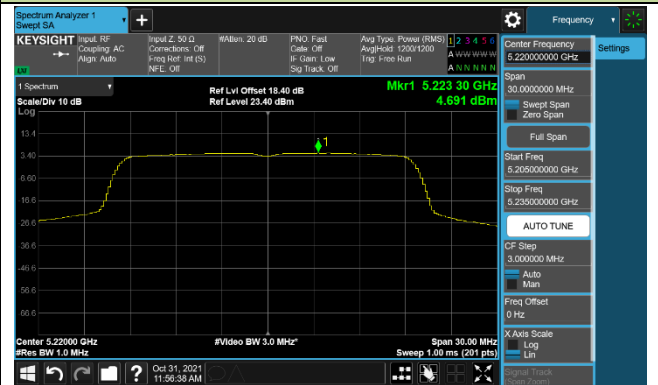 Spectrum Analyzer 1
Swept SA
+
Frequency
KEYSIGHT
Input: RF
Coupling: AC
Align: Auto
Input Z: 50 Ω
Corrections: Off
Freq Ref: Int (S)
NFE: Off
#Atten: 20 dB
PNO: Fast
Gate: Off
IF Gain: Low
Sig Track: Off
Avg Type: Power (RMS)
Avg|Hold: 1200/1200
Trig: Free Run
1 2 3 4 5 6
A W W W W W
A N N N N N
LXI
Center Frequency
5.220000000 GHz
Settings
Span
30.0000000 MHz
Swept Span
Zero Span
Full Span
Start Freq
5.205000000 GHz
Stop Freq
5.235000000 GHz
AUTO TUNE
CF Step
3.000000 MHz
Auto
Man
Freq Offset
0 Hz
X Axis Scale
Log
Lin
Signal Track
(Span Zoom)
1 Spectrum
Scale/Div 10 dB
Log
Ref Lvl Offset 18.40 dB
Ref Level 23.40 dBm
Mkr1 5.223 30 GHz
4.691 dBm
13.4
3.40
-6.60
-16.6
-26.6
-36.6
-46.6
-56.6
-66.6
1
Center 5.22000 GHz
#Res BW 1.0 MHz
#Video BW 3.0 MHz*
Span 30.00 MHz
Sweep 1.00 ms (201 pts)
?
Oct 31, 2021
11:56:38 AM